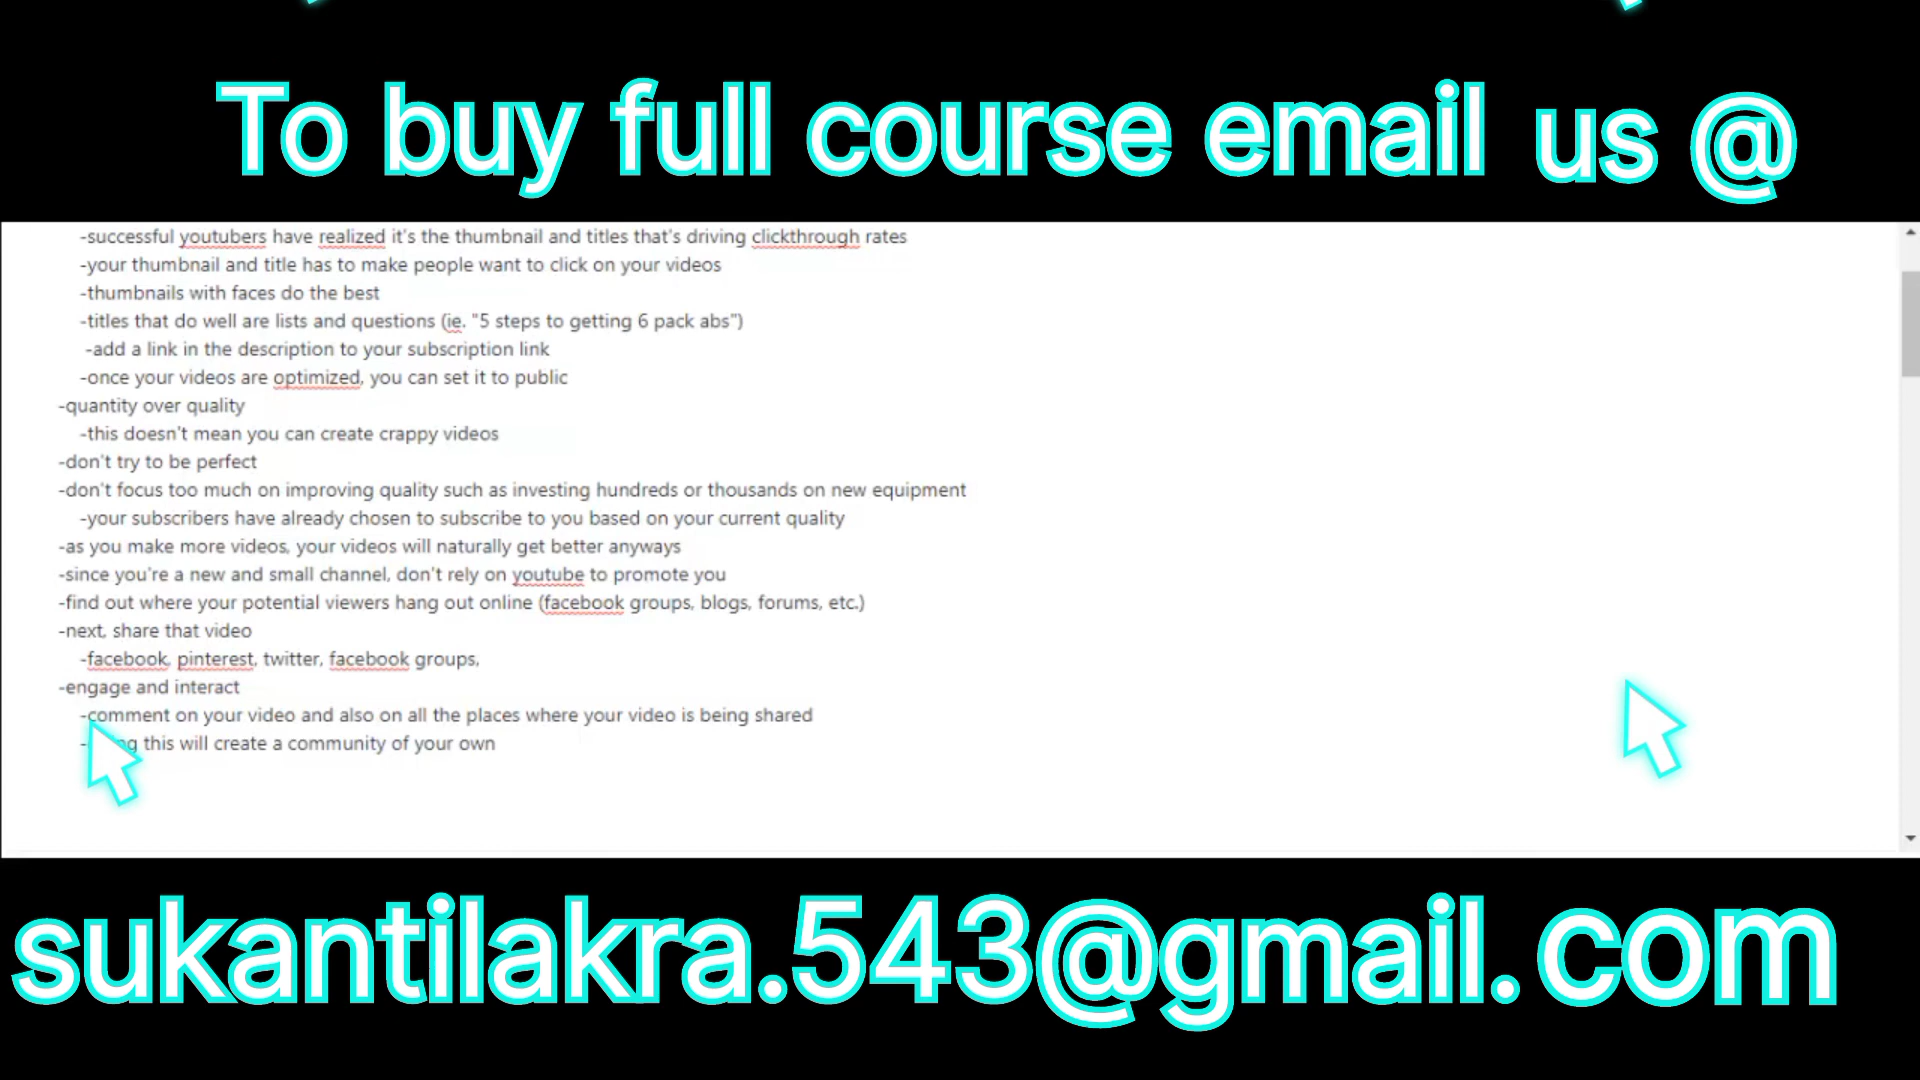 To buy full course email us @
-successful youtubers have realized it's the thumbnail and titles that's driving clickthrough rates
-your thumbnail and title has to make people want to click on your videos
-thumbnails with faces do the best
-titles that do well are lists and questions (ie. "5 steps to getting 6 pack abs")
-add a link in the description to your subscription link
-once your videos are optimized, you can set it to public
-quantity over quality
-this doesn't mean you can create crappy videos
-don't try to be perfect
-don't focus too much on improving quality such as investing hundreds or thousands on new equipment
-your subscribers have already chosen to subscribe to you based on your current quality
-as you make more videos, your videos will naturally get better anyways
-since you're a new and small channel, don't rely on youtube to promote you
-find out where your potential viewers hang out online (facebook groups, blogs, forums, etc.)
-next, share that video
-facebook, pinterest, twitter, facebook groups,
-engage and interact
-comment on your video and also on all the places where your video is being shared
this will create a community of your own
sukantilakra.543@gmail.com